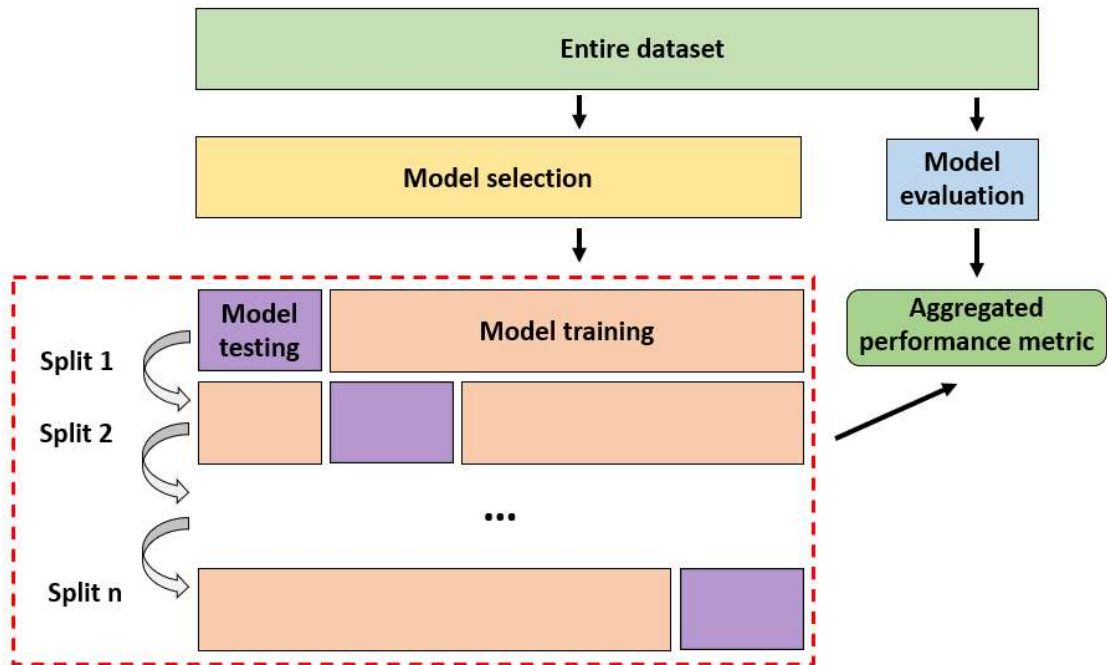 Entire dataset
Model selection
Model
evaluation
Model
testing
Model training
Aggregated
performance metric
Split 1
Split 2
...
Split n